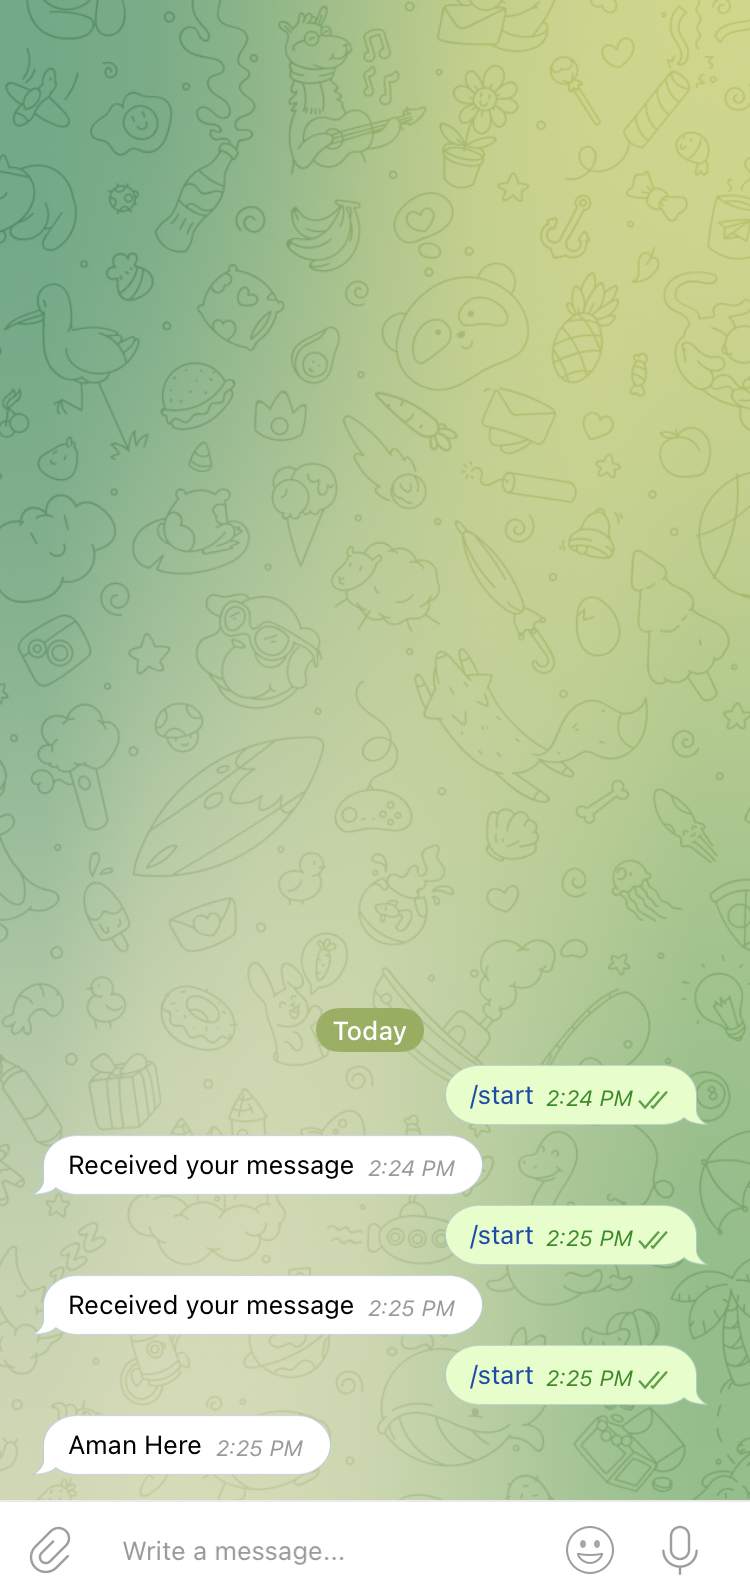 Today
/start 2:24 PM
Received your message 2:24 PM
/start 2:25 PM
Received your message 2:25 PM
/start 2:25 PM
Aman Here 2:25 PM
Write a message...